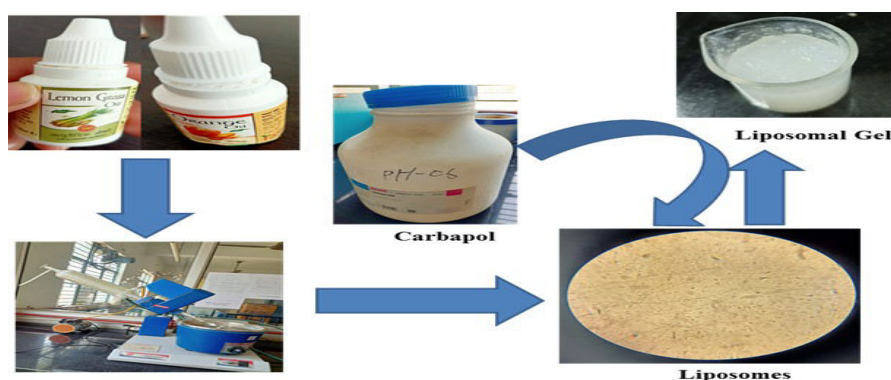 Lemon Grass
Oil
Orange
Oil
PH-06
Carbapol
Liposomal Gel
Liposomes